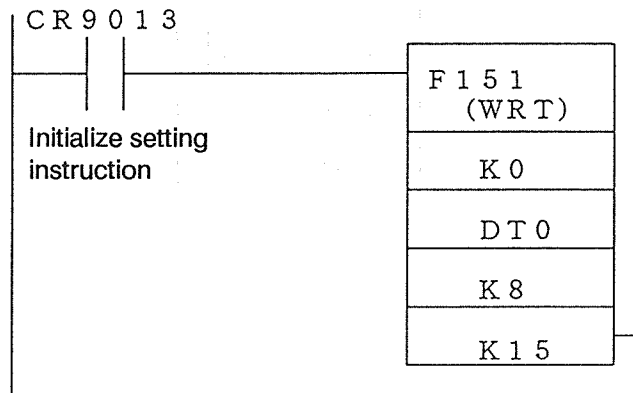 CR9013
F151
(WRT)
Initialize setting
instruction
K0
DT0
K8
K15